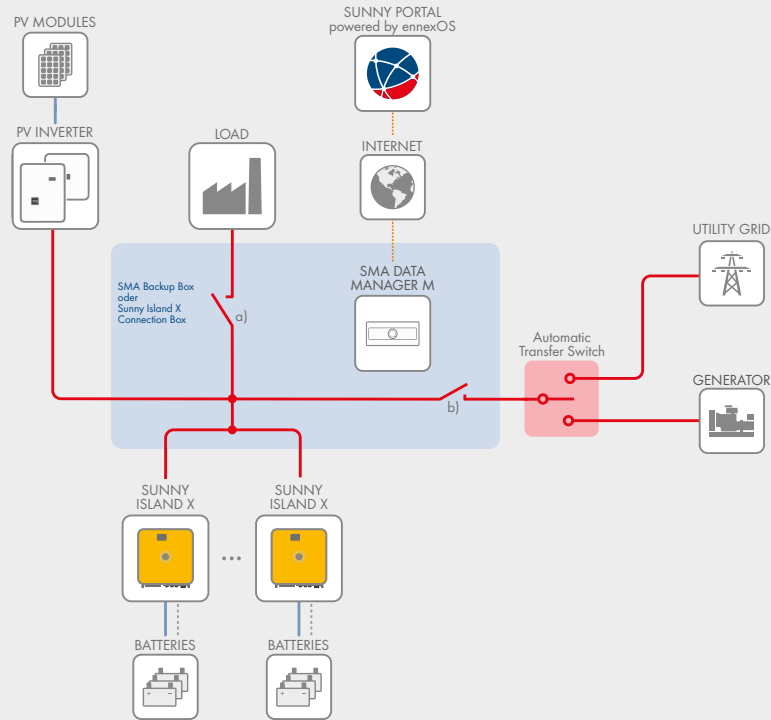 PV MODULES
SUNNY PORTAL
powered by ennexOS
PV INVERTER
LOAD
INTERNET
UTILITY GRID
SMA Backup Box
oder
Sunny Island X
Connection Box
a)
SMA DATA
MANAGER M
Automatic
Transfer Switch
b)
GENERATOR
SUNNY
ISLAND X
...
SUNNY
ISLAND X
BATTERIES
BATTERIES